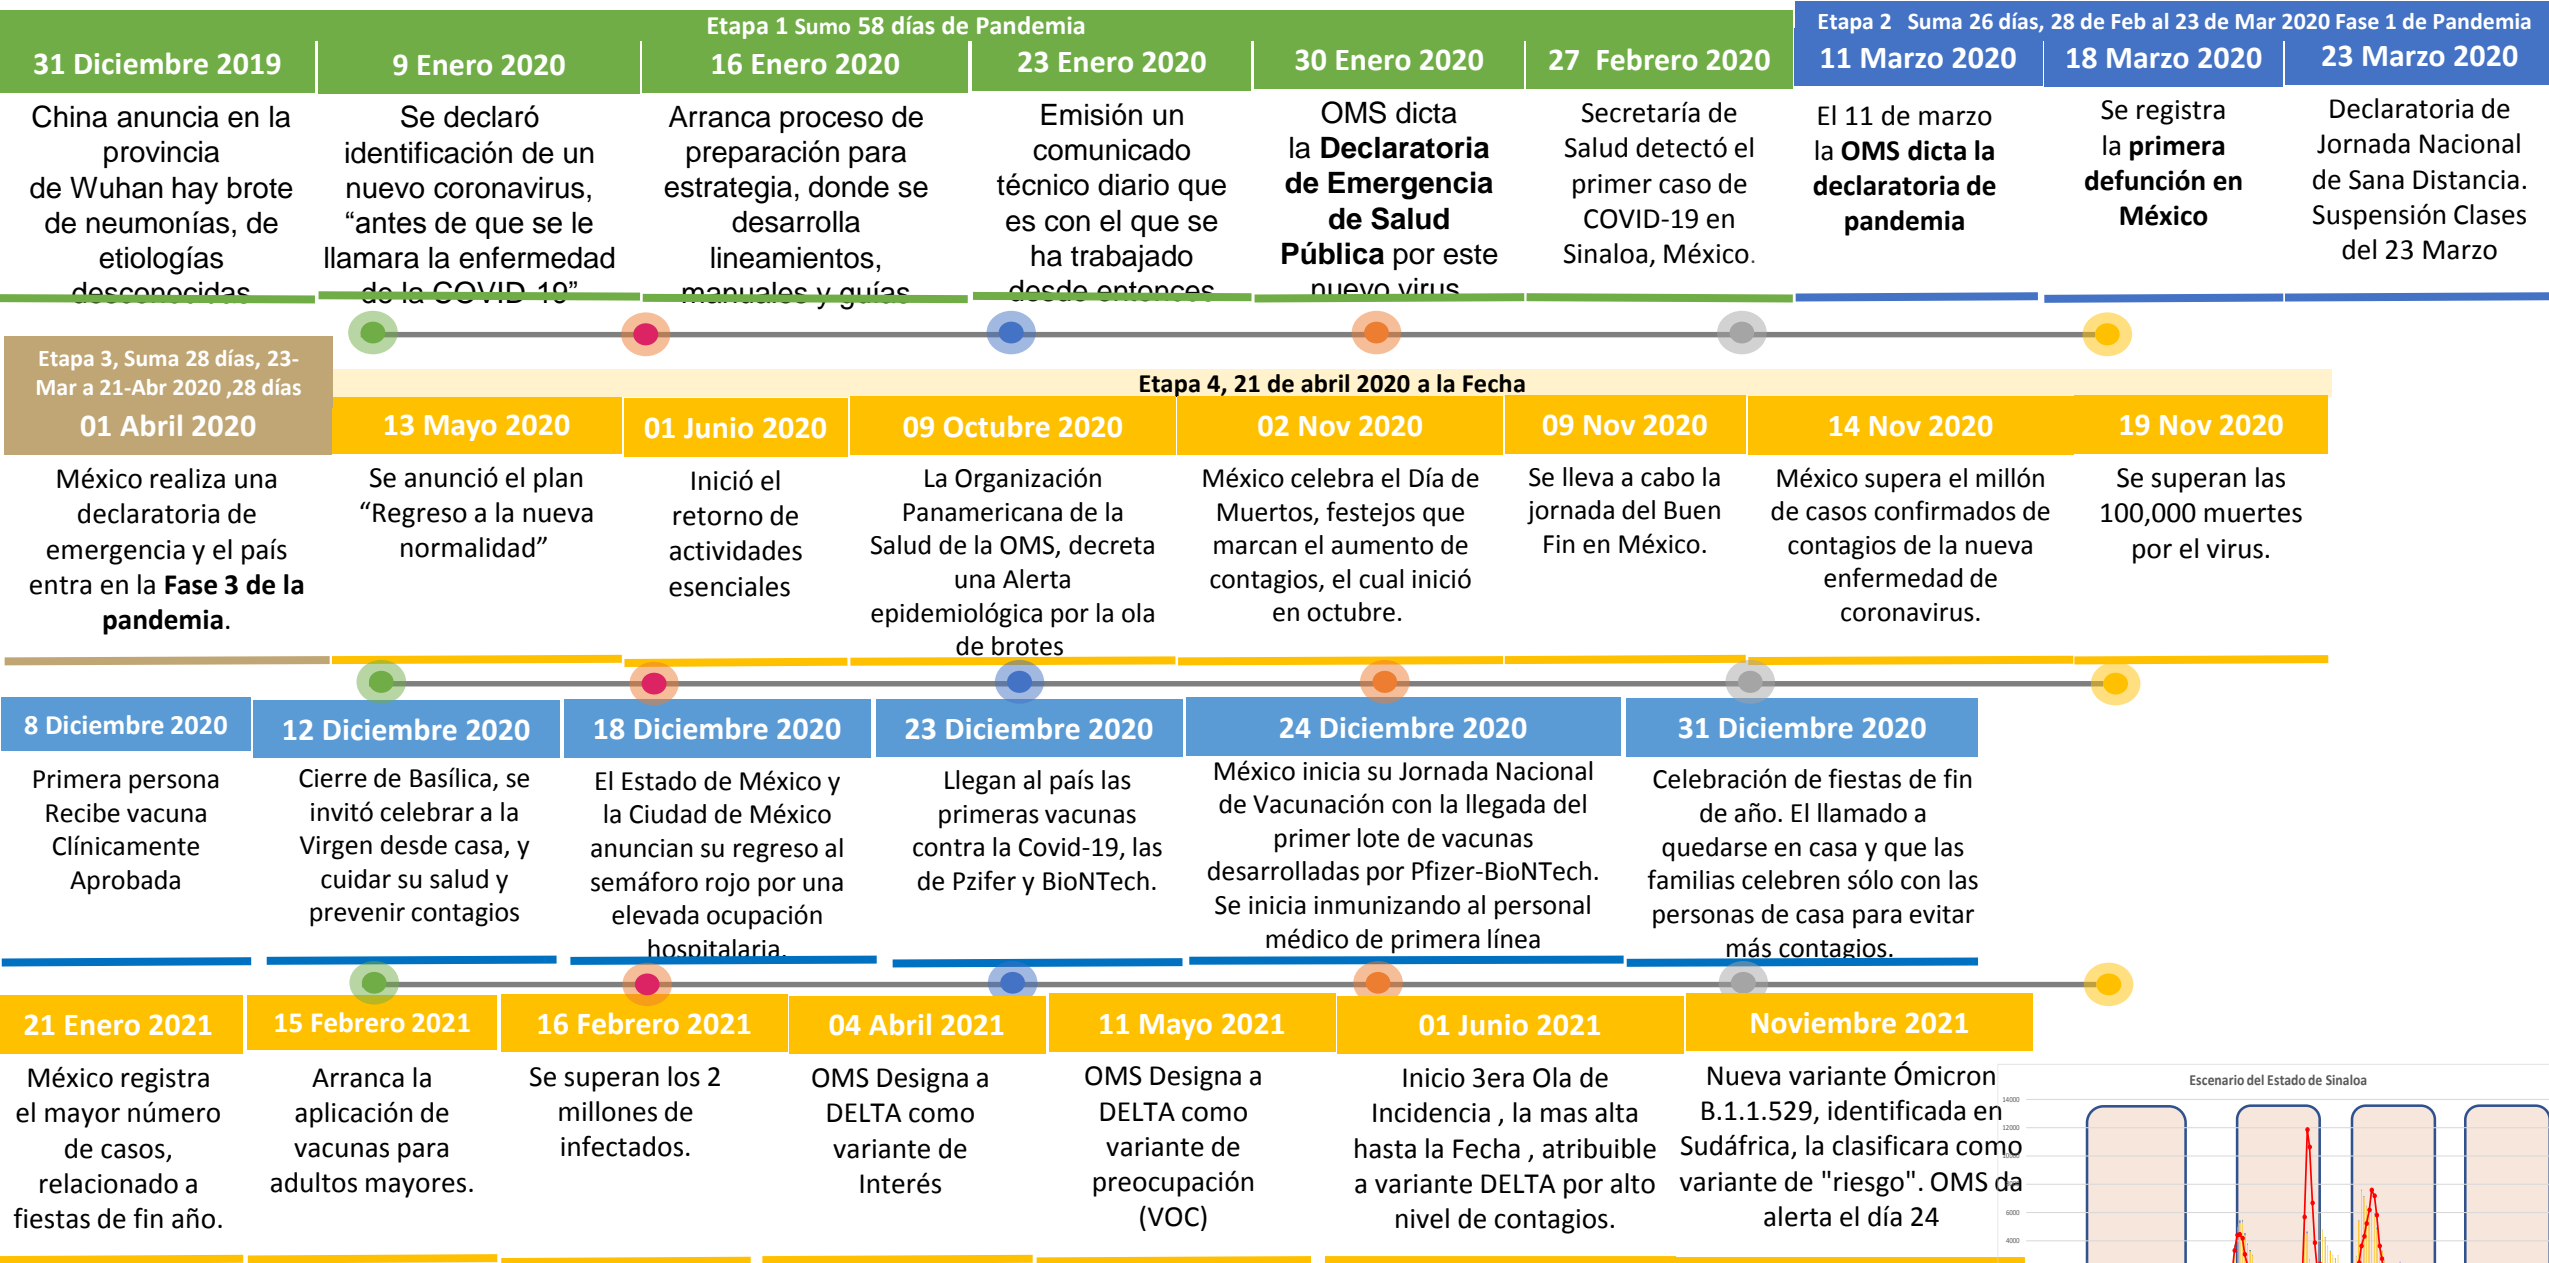 Etapa 1 Sumo 58 días de Pandemia
Etapa 2 Suma 26 días, 28 de Feb al 23 de Mar 2020 Fase 1 de Pandemia
31 Diciembre 2019
China anuncia en la
provincia
de Wuhan hay brote
de neumonías, de
etiologías
desconocidas
9 Enero 2020
Se declaró
identificación de un
nuevo coronavirus,
“antes de que se le
llamara la enfermedad
de la COVID-19”
16 Enero 2020
Arranca proceso de
preparación para
estrategia, donde se
desarrolla
lineamientos,
manuales y guías
23 Enero 2020
Emisión un
comunicado
técnico diario que
es con el que se
ha trabajado
desde entonces
30 Enero 2020
OMS dicta
la Declaratoria
de Emergencia
de Salud
Pública por este
nuevo virus
27 Febrero 2020
Secretaría de
Salud detectó el
primer caso de
COVID-19 en
Sinaloa, México.
11 Marzo 2020
El 11 de marzo
la OMS dicta la
declaratoria de
pandemia
18 Marzo 2020
Se registra
la primera
defunción en
México
23 Marzo 2020
Declaratoria de
Jornada Nacional
de Sana Distancia.
Suspensión Clases
del 23 Marzo
Etapa 3, Suma 28 días, 23-
Mar a 21-Abr 2020 ,28 días
01 Abril 2020
México realiza una
declaratoria de
emergencia y el país
entra en la Fase 3 de la
pandemia.
Etapa 4, 21 de abril 2020 a la Fecha
13 Mayo 2020
Se anunció el plan
“Regreso a la nueva
normalidad”
01 Junio 2020
Inició el
retorno de
actividades
esenciales
09 Octubre 2020
La Organización
Panamericana de la
Salud de la OMS, decreta
una Alerta
epidemiológica por la ola
de brotes
02 Nov 2020
México celebra el Día de
Muertos, festejos que
marcan el aumento de
contagios, el cual inició
en octubre.
09 Nov 2020
Se lleva a cabo la
jornada del Buen
Fin en México.
14 Nov 2020
México supera el millón
de casos confirmados de
contagios de la nueva
enfermedad de
coronavirus.
19 Nov 2020
Se superan las
100,000 muertes
por el virus.
8 Diciembre 2020
Primera persona
Recibe vacuna
Clínicamente
Aprobada
12 Diciembre 2020
Cierre de Basílica, se
invitó celebrar a la
Virgen desde casa, y
cuidar su salud y
prevenir contagios
18 Diciembre 2020
El Estado de México y
la Ciudad de México
anuncian su regreso al
semáforo rojo por una
elevada ocupación
hospitalaria.
23 Diciembre 2020
Llegan al país las
primeras vacunas
contra la Covid-19, las
de Pzifer y BioNTech.
24 Diciembre 2020
México inicia su Jornada Nacional
de Vacunación con la llegada del
primer lote de vacunas
desarrolladas por Pfizer-BioNTech.
Se inicia inmunizando al personal
médico de primera línea
31 Diciembre 2020
Celebración de fiestas de fin
de año. El llamado a
quedarse en casa y que las
familias celebren sólo con las
personas de casa para evitar
más contagios.
21 Enero 2021
México registra
el mayor número
de casos,
relacionado a
fiestas de fin año.
15 Febrero 2021
Arranca la
aplicación de
vacunas para
adultos mayores.
16 Febrero 2021
Se superan los 2
millones de
infectados.
04 Abril 2021
OMS Designa a
DELTA como
variante de
Interés
11 Mayo 2021
OMS Designa a
DELTA como
variante de
preocupación
(VOC)
01 Junio 2021
Inicio 3era Ola de
Incidencia , la mas alta
hasta la Fecha , atribuible
a variante DELTA por alto
nivel de contagios.
Noviembre 2021
Nueva variante Ómicron
B.1.1.529, identificada en
Sudáfrica, la clasificara como
variante de "riesgo". OMS da
alerta el día 24
Escenario del Estado de Sinaloa
14000
12000
10000
6000
4000